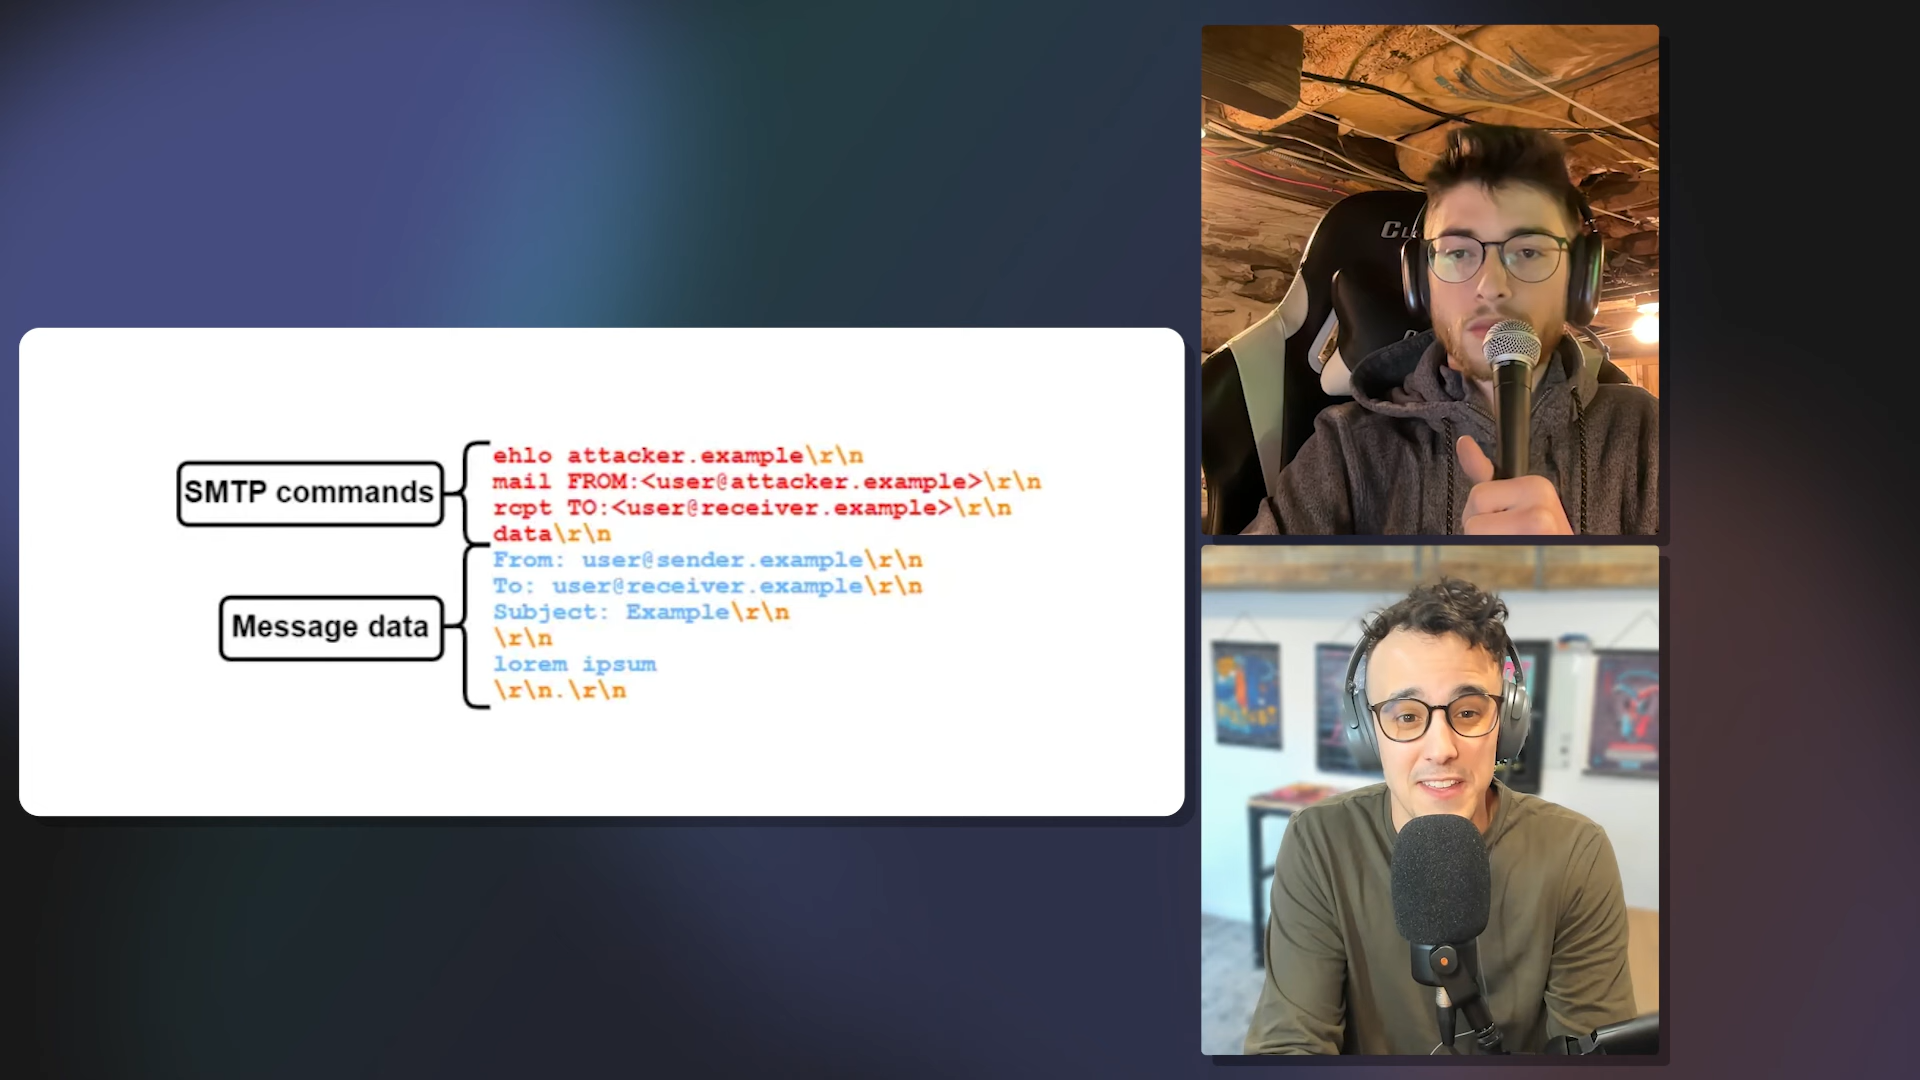 SMTP commands
ehlo attacker.example\r\n
mail FROM:<user@attacker.example>\r\n
rcpt TO:<user@receiver.example>\r\n
data\r\n
Message data
From: user@sender.example\r\n
To: user@receiver.example\r\n
Subject: Example\r\n
\r\n
lorem ipsum
\r\n.\r\n